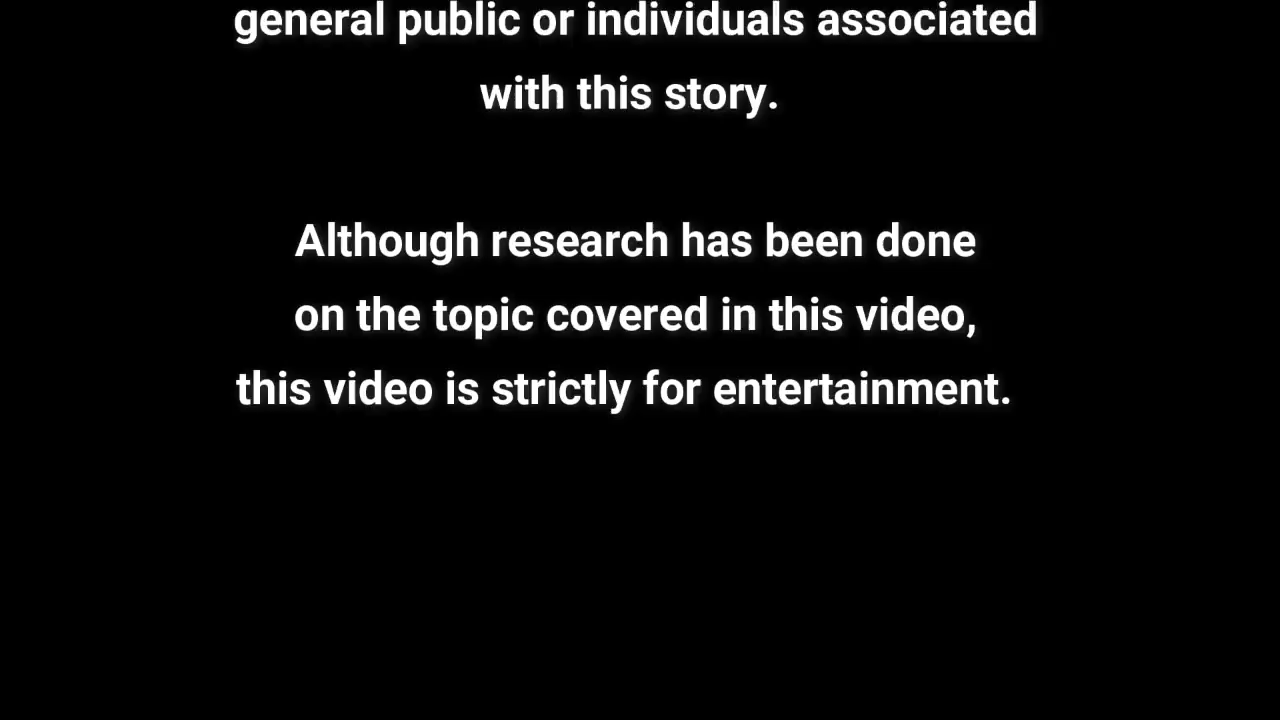 general public or individuals associated
with this story.
Although research has been done
on the topic covered in this video,
this video is strictly for entertainment.